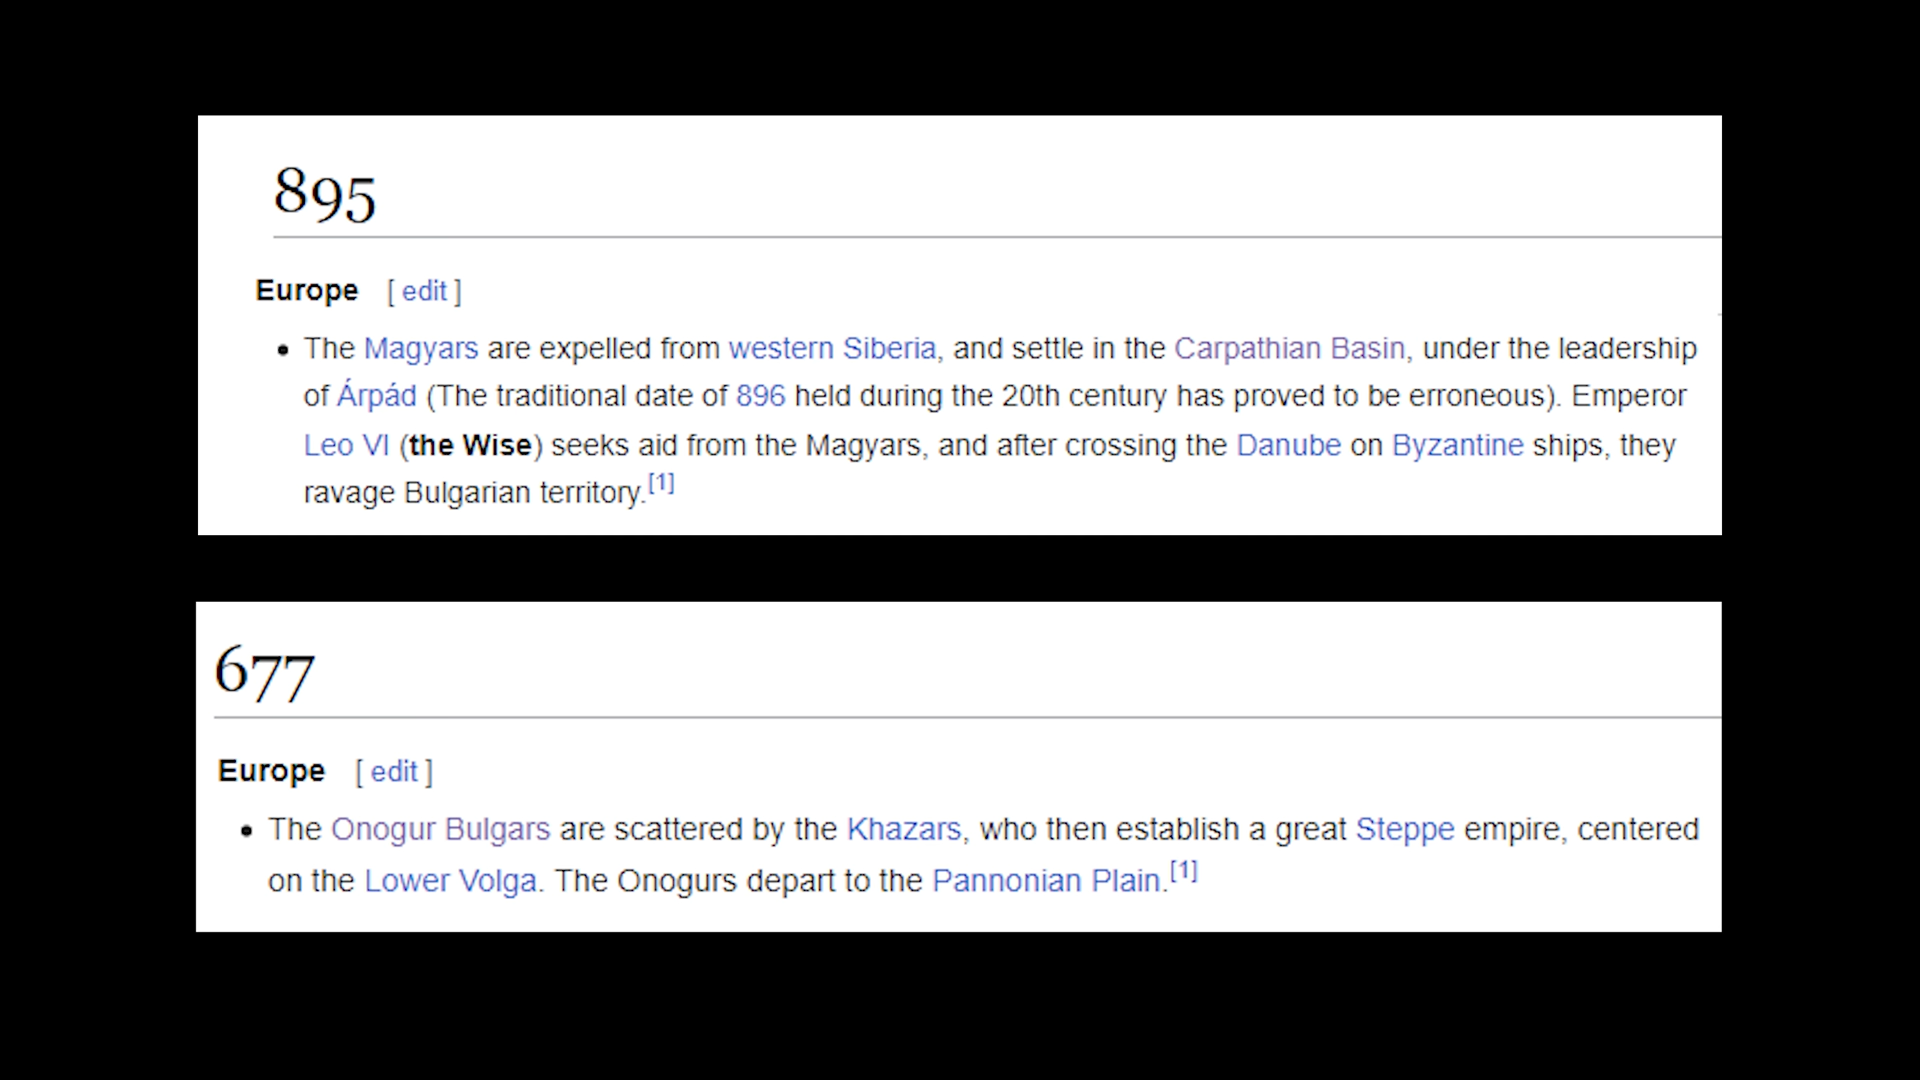 895
Europe [ edit ]
• The Magyars are expelled from western Siberia, and settle in the Carpathian Basin, under the leadership
of Árpád (The traditional date of 896 held during the 20th century has proved to be erroneous). Emperor
Leo VI (the Wise) seeks aid from the Magyars, and after crossing the Danube on Byzantine ships, they
ravage Bulgarian territory.[1]
677
Europe [ edit ]
• The Onogur Bulgars are scattered by the Khazars, who then establish a great Steppe empire, centered
on the Lower Volga. The Onogurs depart to the Pannonian Plain.[1]